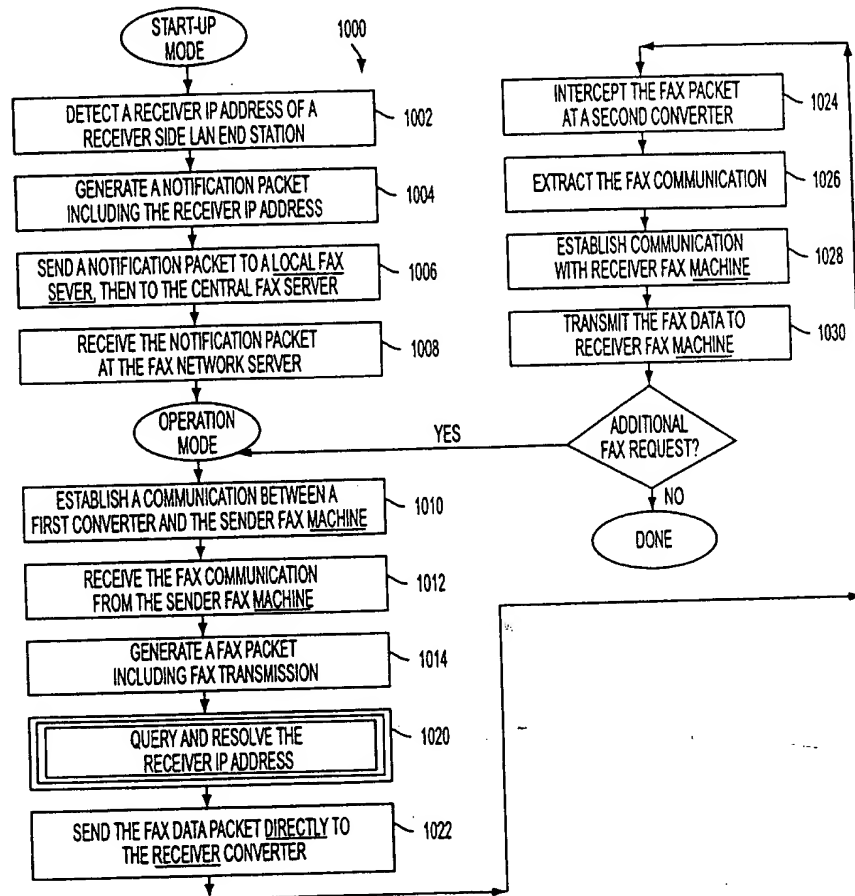 START-UP
MODE
1000
DETECT A RECEIVER IP ADDRESS OF A
RECEIVER SIDE LAN END STATION
1002
GENERATE A NOTIFICATION PACKET
INCLUDING THE RECEIVER IP ADDRESS
1004
SEND A NOTIFICATION PACKET TO A LOCAL FAX
SEVER, THEN TO THE CENTRAL FAX SERVER
1006
RECEIVE THE NOTIFICATION PACKET
AT THE FAX NETWORK SERVER
1008
OPERATION
MODE
ESTABLISH A COMMUNICATION BETWEEN A
FIRST CONVERTER AND THE SENDER FAX MACHINE
1010
RECEIVE THE FAX COMMUNICATION
FROM THE SENDER FAX MACHINE
1012
GENERATE A FAX PACKET
INCLUDING FAX TRANSMISSION
1014
QUERY AND RESOLVE THE
RECEIVER IP ADDRESS
1020
SEND THE FAX DATA PACKET DIRECTLY TO
THE RECEIVER CONVERTER
1022
INTERCEPT THE FAX PACKET
AT A SECOND CONVERTER
1024
EXTRACT THE FAX COMMUNICATION
1026
ESTABLISH COMMUNICATION
WITH RECEIVER FAX MACHINE
1028
TRANSMIT THE FAX DATA TO
RECEIVER FAX MACHINE
1030
ADDITIONAL
FAX REQUEST?
YES
NO
DONE